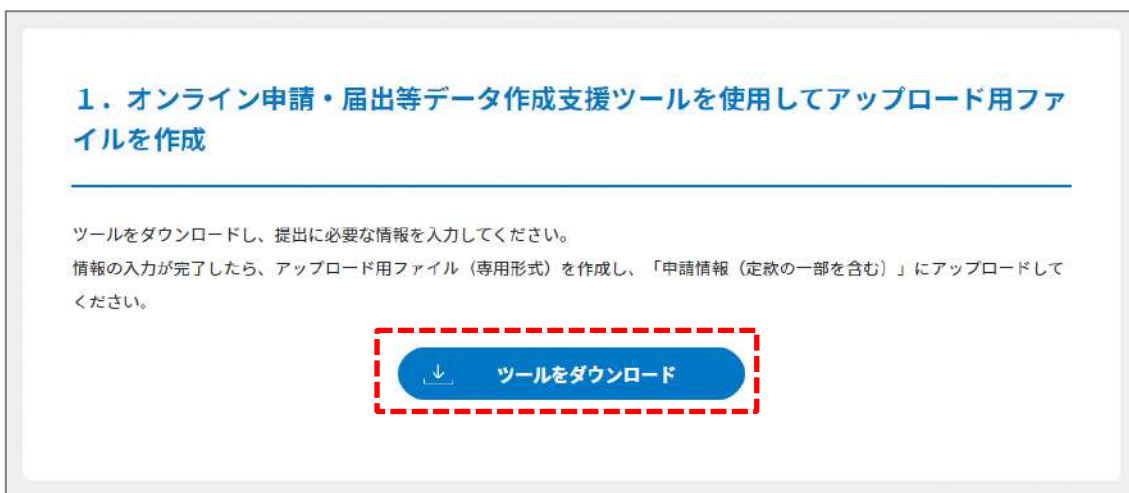 １．オンライン申請・届出等データ作成支援ツールを使用してアップロード用ファ
イルを作成
ツールをダウンロードし、提出に必要な情報を入力してください。
情報の入力が完了したら、アップロード用ファイル（専用形式）を作成し、「申請情報（定款の一部を含む）」にアップロードして
ください。
ツールをダウンロード